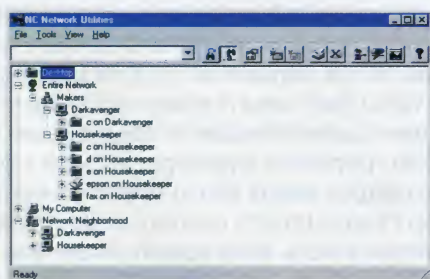 NC Network Utilities
File Tools View Help
Desktop
Entire Network
Makers
Darkavenger
c on Darkavenger
Housekeeper
c on Housekeeper
d on Housekeeper
e on Housekeeper
epson on Housekeeper
fax on Housekeeper
My Computer
Network Neighborhood
Darkavenger
Housekeeper
Ready